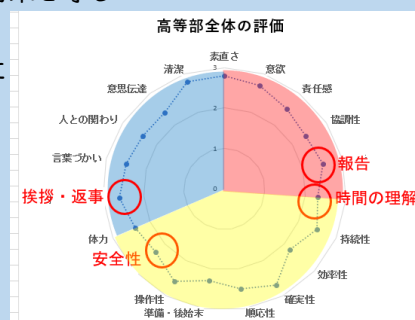 高等部全体の評価
素直さ
意欲
責任感
協調性
報告
時間の理解
持続性
効率性
確実性
順応性
準備・後始末
操作性
安全性
体力
挨拶・返事
言葉づかい
人との関わり
意思伝達
清潔
3
2
1
0